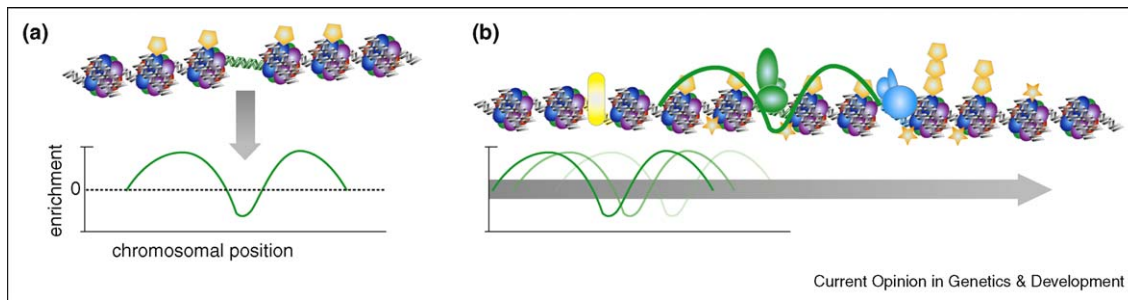 (a)
(b)
enrichment
0
chromosomal position
Current Opinion in Genetics & Development